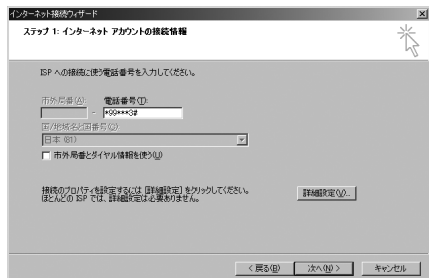 インターネット接続ウィザード
ステップ 1: インターネット アカウントの接続情報
ISP への接続に使う電話番号を入力してください。
市外局番(A): 電話番号(T):
- *99***3#
国/地域名と国番号(C):
日本 (81)
市外局番とダイヤル情報を使う(U)
接続のプロパティを設定するには [詳細設定] をクリックしてください。
ほとんどの ISP では、詳細設定は必要ありません。
詳細設定(V)...
< 戻る(B) 次へ(N) > キャンセル